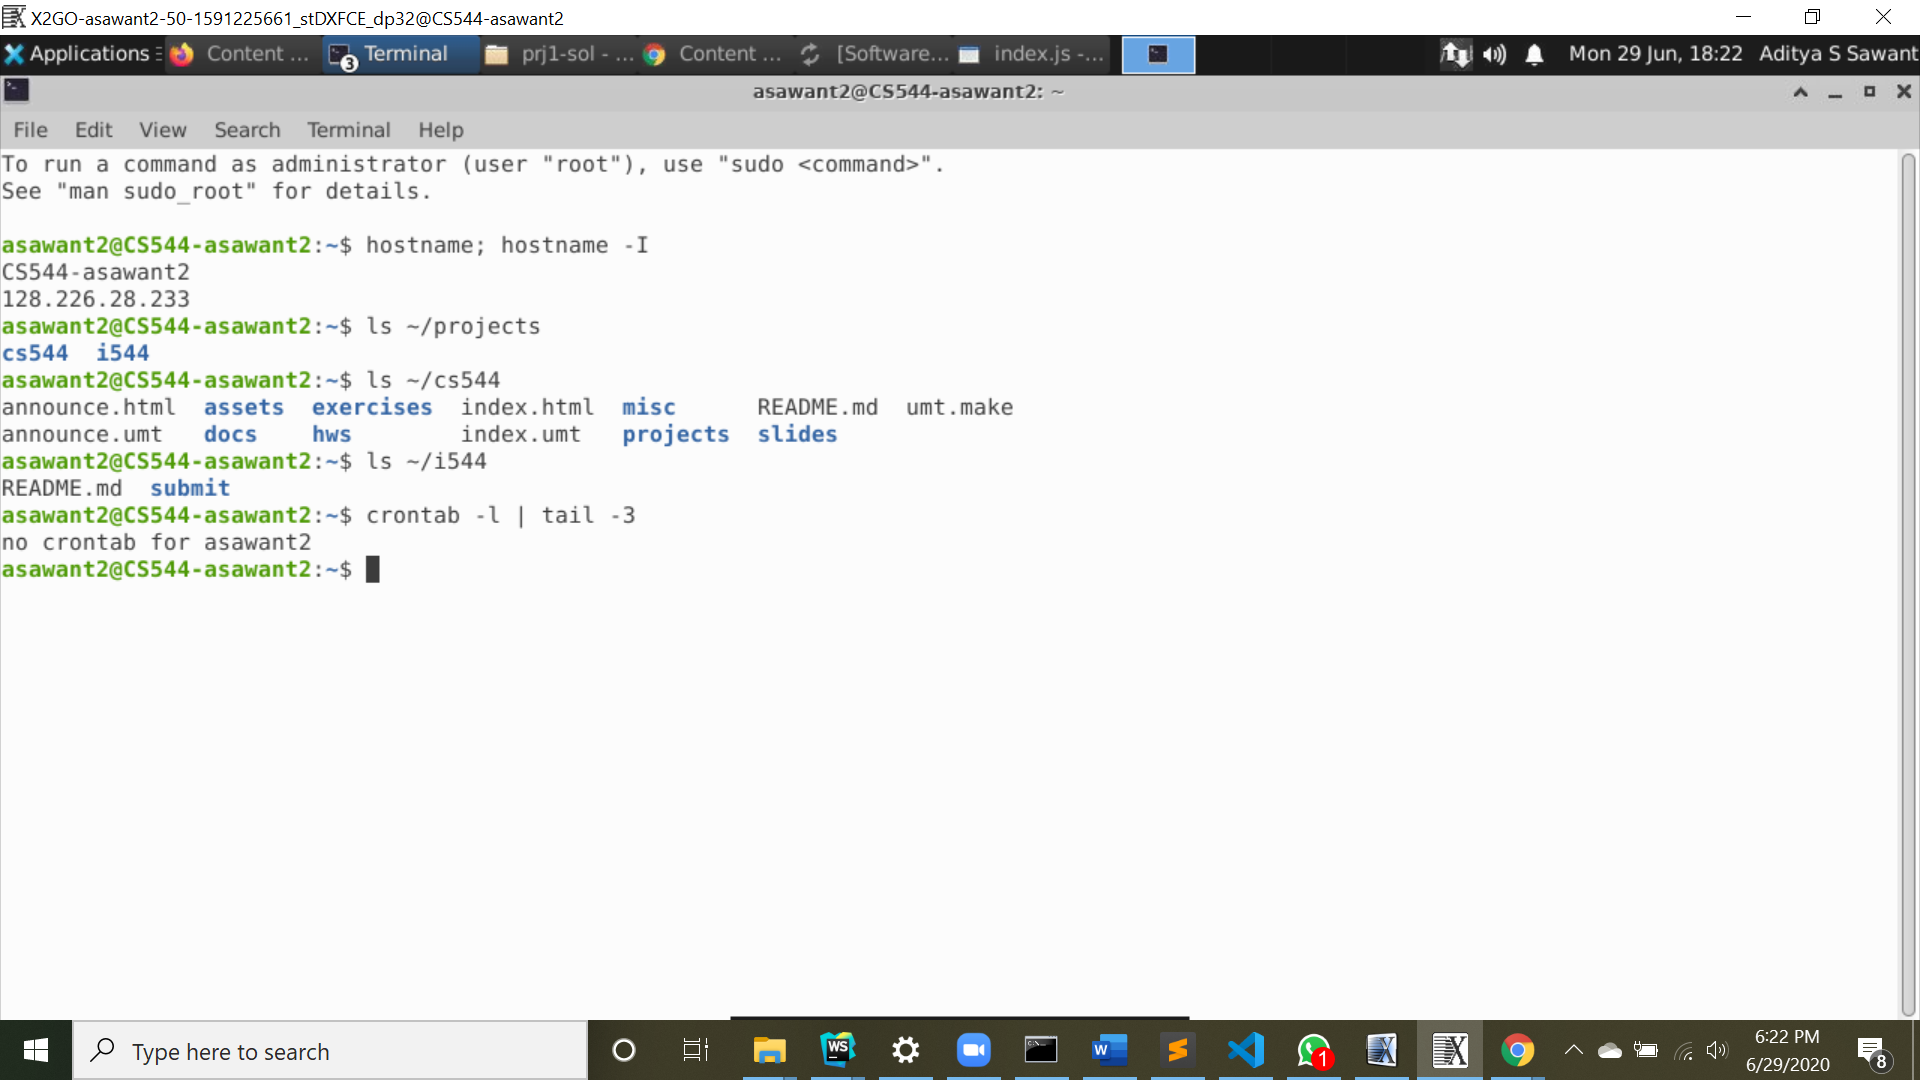 X2GO-asawant2-50-1591225661_stDXFCE_dp32@CS544-asawant2
Applications Content ... 3 Terminal prj1-sol - ... Content ... [Software... index.js -... Mon 29 Jun, 18:22 Aditya S Sawant
asawant2@CS544-asawant2: ~
File Edit View Search Terminal Help
To run a command as administrator (user "root"), use "sudo <command>".
See "man sudo_root" for details.
asawant2@CS544-asawant2:~$ hostname; hostname -I
CS544-asawant2
128.226.28.233
asawant2@CS544-asawant2:~$ ls ~/projects
cs544 i544
asawant2@CS544-asawant2:~$ ls ~/cs544
announce.html assets exercises index.html misc README.md umt.make
announce.umt docs hws index.umt projects slides
asawant2@CS544-asawant2:~$ ls ~/i544
README.md submit
asawant2@CS544-asawant2:~$ crontab -l | tail -3
no crontab for asawant2
asawant2@CS544-asawant2:~$
Type here to search WS W 1 6:22 PM 8
6/29/2020